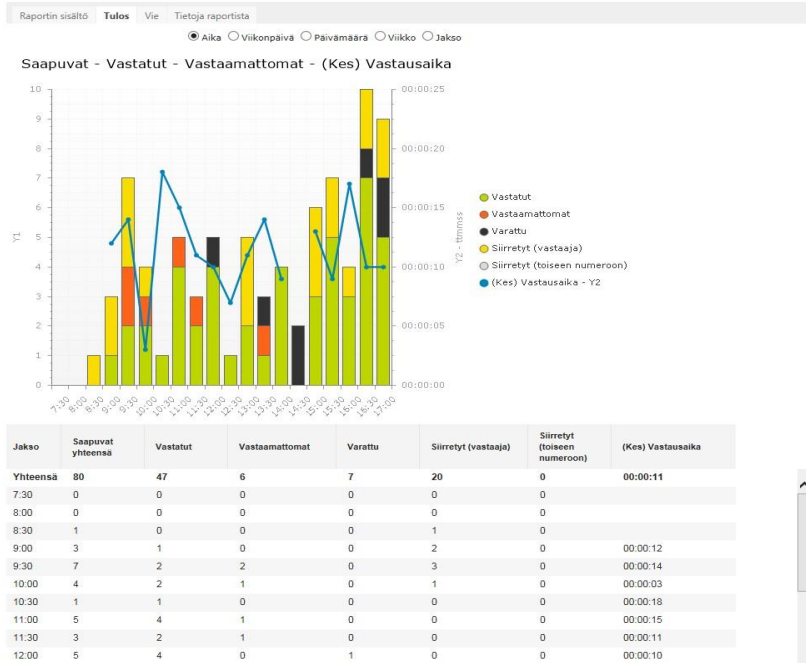 Raportin sisältö Tulos Vie Tietoja raportista
Aika Viikonpäivä Päivämäärä Viikko Jakso
Saapuvat - Vastatut - Vastaamattomat - (Kes) Vastausaika
10
9
8
7
6
5
4
3
2
1
0
Y1
00:00:25
00:00:20
00:00:15
00:00:10
00:00:05
00:00:00
Y2 - ttmmss
7:30 8:00 8:30 9:00 9:30 10:00 10:30 11:00 11:30 12:00 12:30 13:00 13:30 14:00 14:30 15:00 15:30 16:00 16:30 17:00
Vastatut
Vastaamattomat
Varattu
Siirretyt (vastaaja)
Siirretyt (toiseen numeroon)
(Kes) Vastausaika - Y2
Jakso Saapuvat yhteensä Vastatut Vastaamattomat Varattu Siirretyt (vastaaja) Siirretyt (toiseen numeroon) (Kes) Vastausaika
Yhteensä 80 47 6 7 20 0 00:00:11
7:30 0 0 0 0 0 0
8:00 0 0 0 0 0 0
8:30 1 0 0 0 1 0
9:00 3 1 0 0 2 0 00:00:12
9:30 7 2 2 0 3 0 00:00:14
10:00 4 2 1 0 1 0 00:00:03
10:30 1 1 0 0 0 0 00:00:18
11:00 5 4 1 0 0 0 00:00:15
11:30 3 2 1 0 0 0 00:00:11
12:00 5 4 0 1 0 0 00:00:10